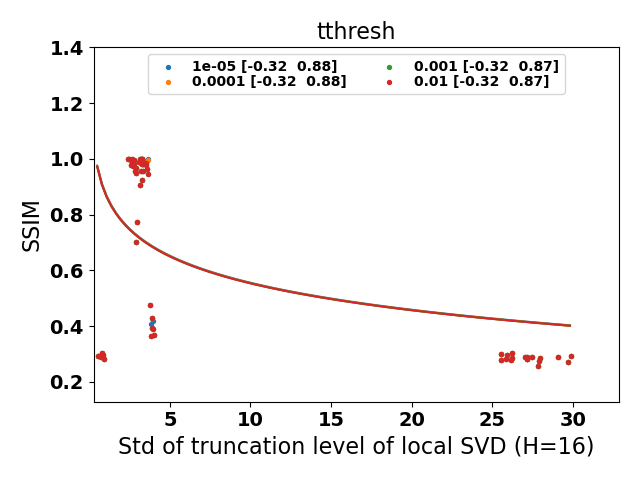 tthresh
1e-05 [-0.32  0.88]
0.0001 [-0.32  0.88]
0.001 [-0.32  0.87]
0.01 [-0.32  0.87]
SSIM
1.4
1.2
1.0
0.8
0.6
0.4
0.2
5 10 15 20 25 30
Std of truncation level of local SVD (H=16)